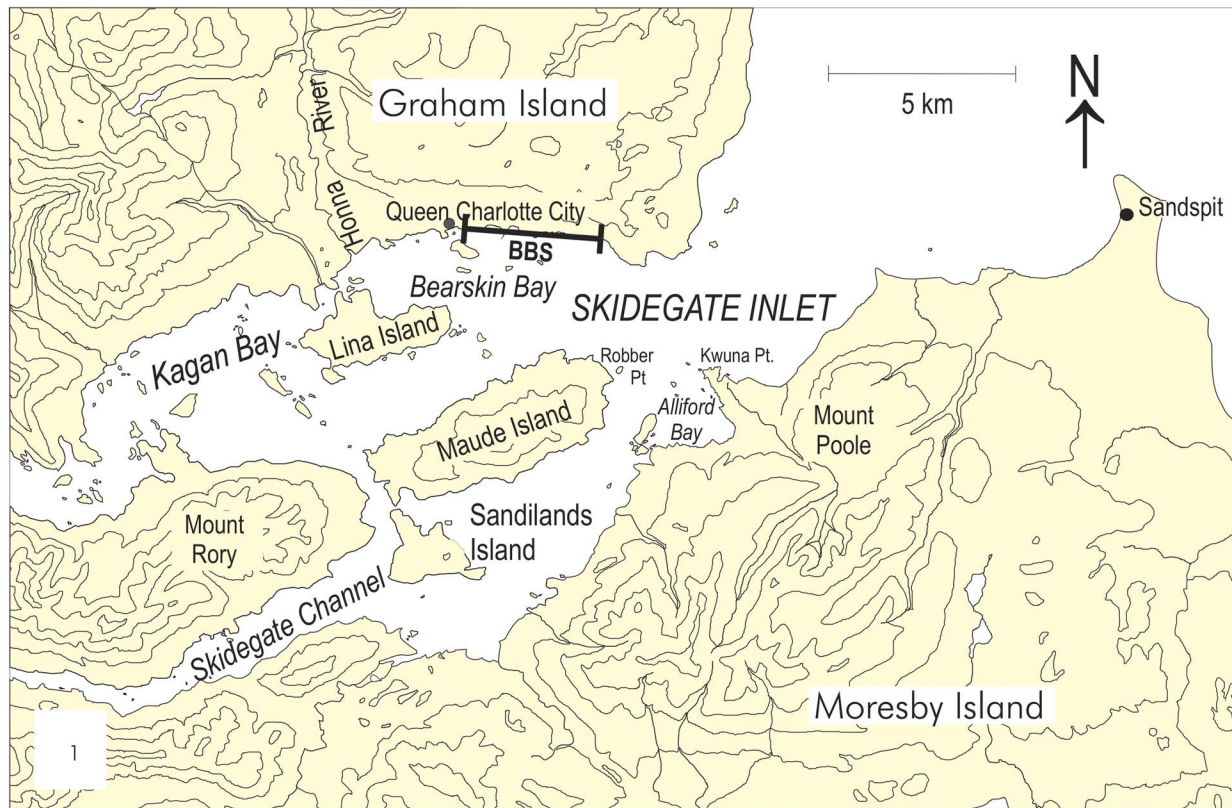 Graham Island
5 km
N
Honna River
Queen Charlotte City
Sandspit
BBS
Bearskin Bay
SKIDEGATE INLET
Lina Island
Kagan Bay
Robber
Pt
Kwuna Pt.
Alliford
Bay
Maude Island
Mount
Poole
Mount
Rory
Sandilands
Island
Skidegate Channel
Moresby Island
1